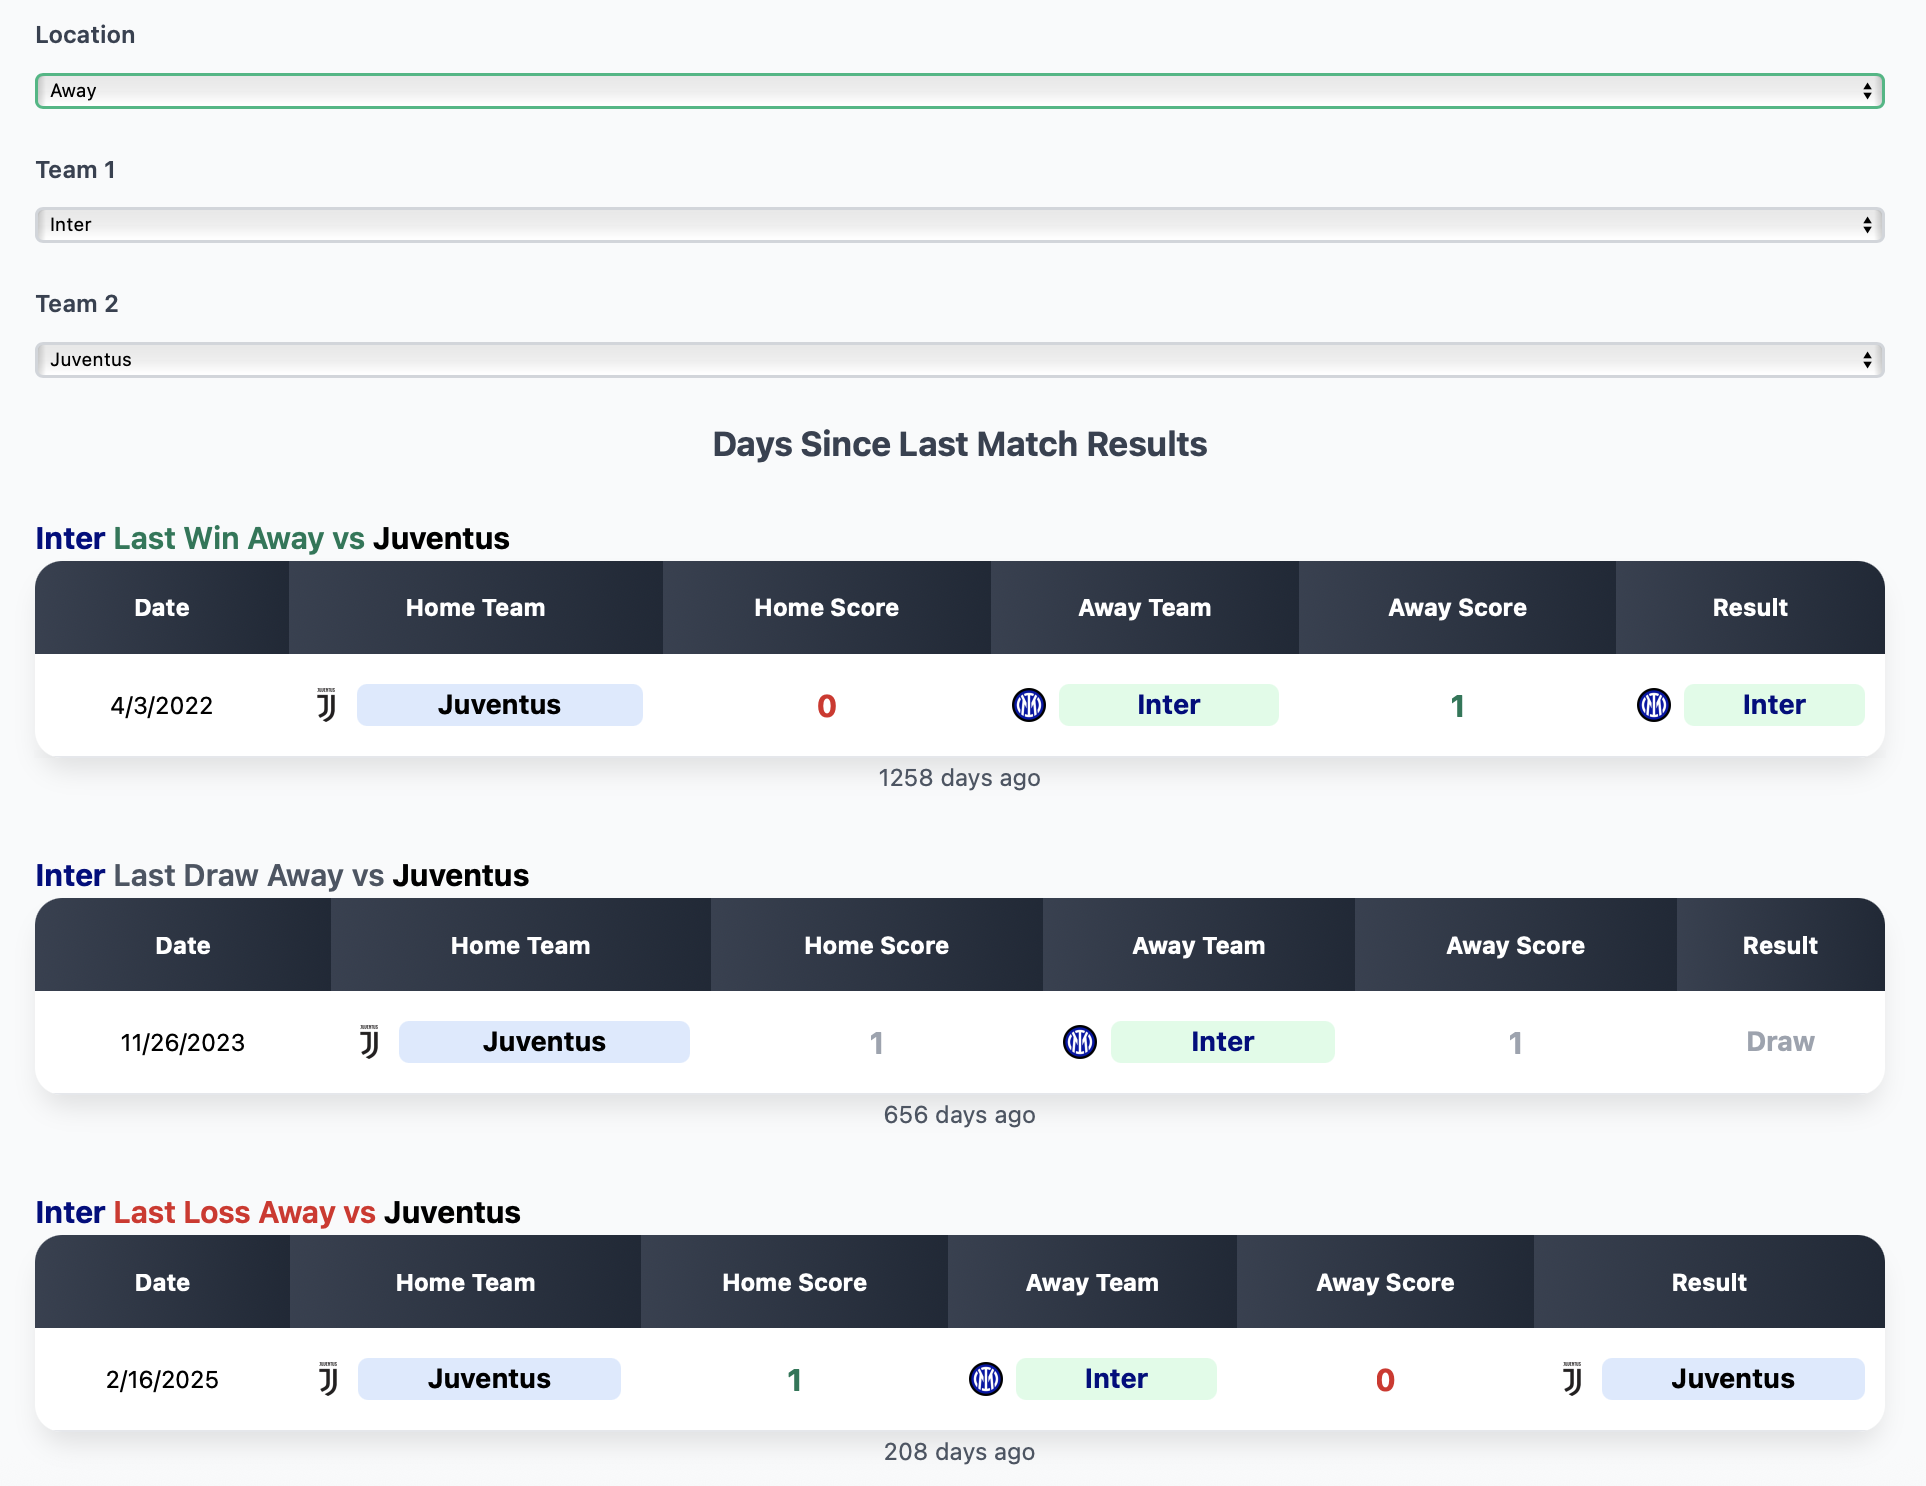 Location
Away
Team 1
Inter
Team 2
Juventus
Days Since Last Match Results
Inter Last Win Away vs Juventus
Date Home Team Home Score Away Team Away Score Result
4/3/2022 JUVENTUS Juventus 0 Inter 1 Inter
1258 days ago
Inter Last Draw Away vs Juventus
Date Home Team Home Score Away Team Away Score Result
11/26/2023 JUVENTUS Juventus 1 Inter 1 Draw
656 days ago
Inter Last Loss Away vs Juventus
Date Home Team Home Score Away Team Away Score Result
2/16/2025 JUVENTUS Juventus 1 Inter 0 JUVENTUS Juventus
208 days ago